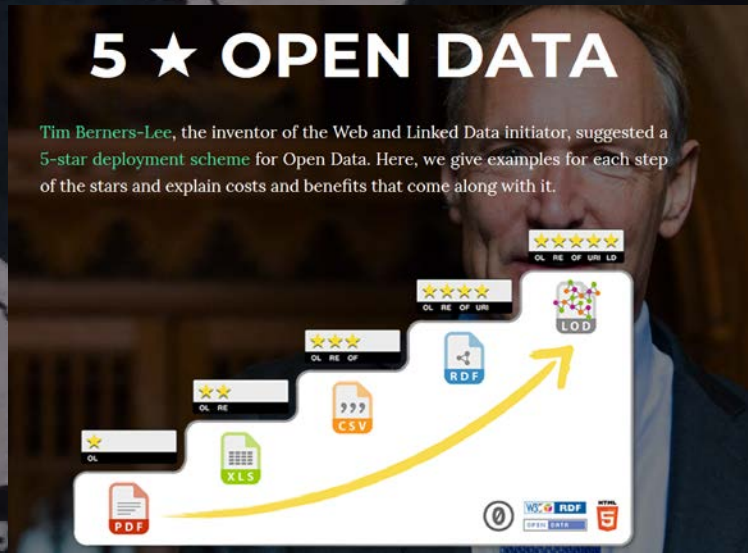 5 ★ OPEN DATA
Tim Berners-Lee, the inventor of the Web and Linked Data initiator, suggested a
5-star deployment scheme for Open Data. Here, we give examples for each step
of the stars and explain costs and benefits that come along with it.
OL RE OF URI LD
LOD
OL RE OF URI
RDF
OL RE OF
CSV
OL RE
XLS
OL
PDF
W3C RDF
OPEN DATA
HTML
5